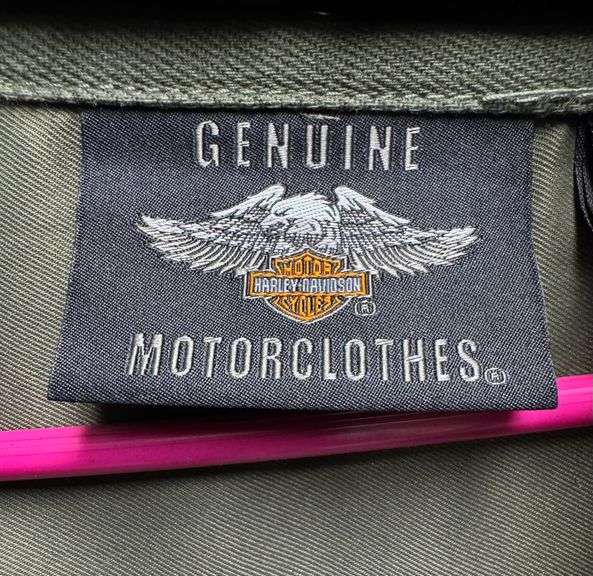 GENUINE
MOTOR
HARLEY-DAVIDSON
CYCLES
®
MOTORCLOTHES®